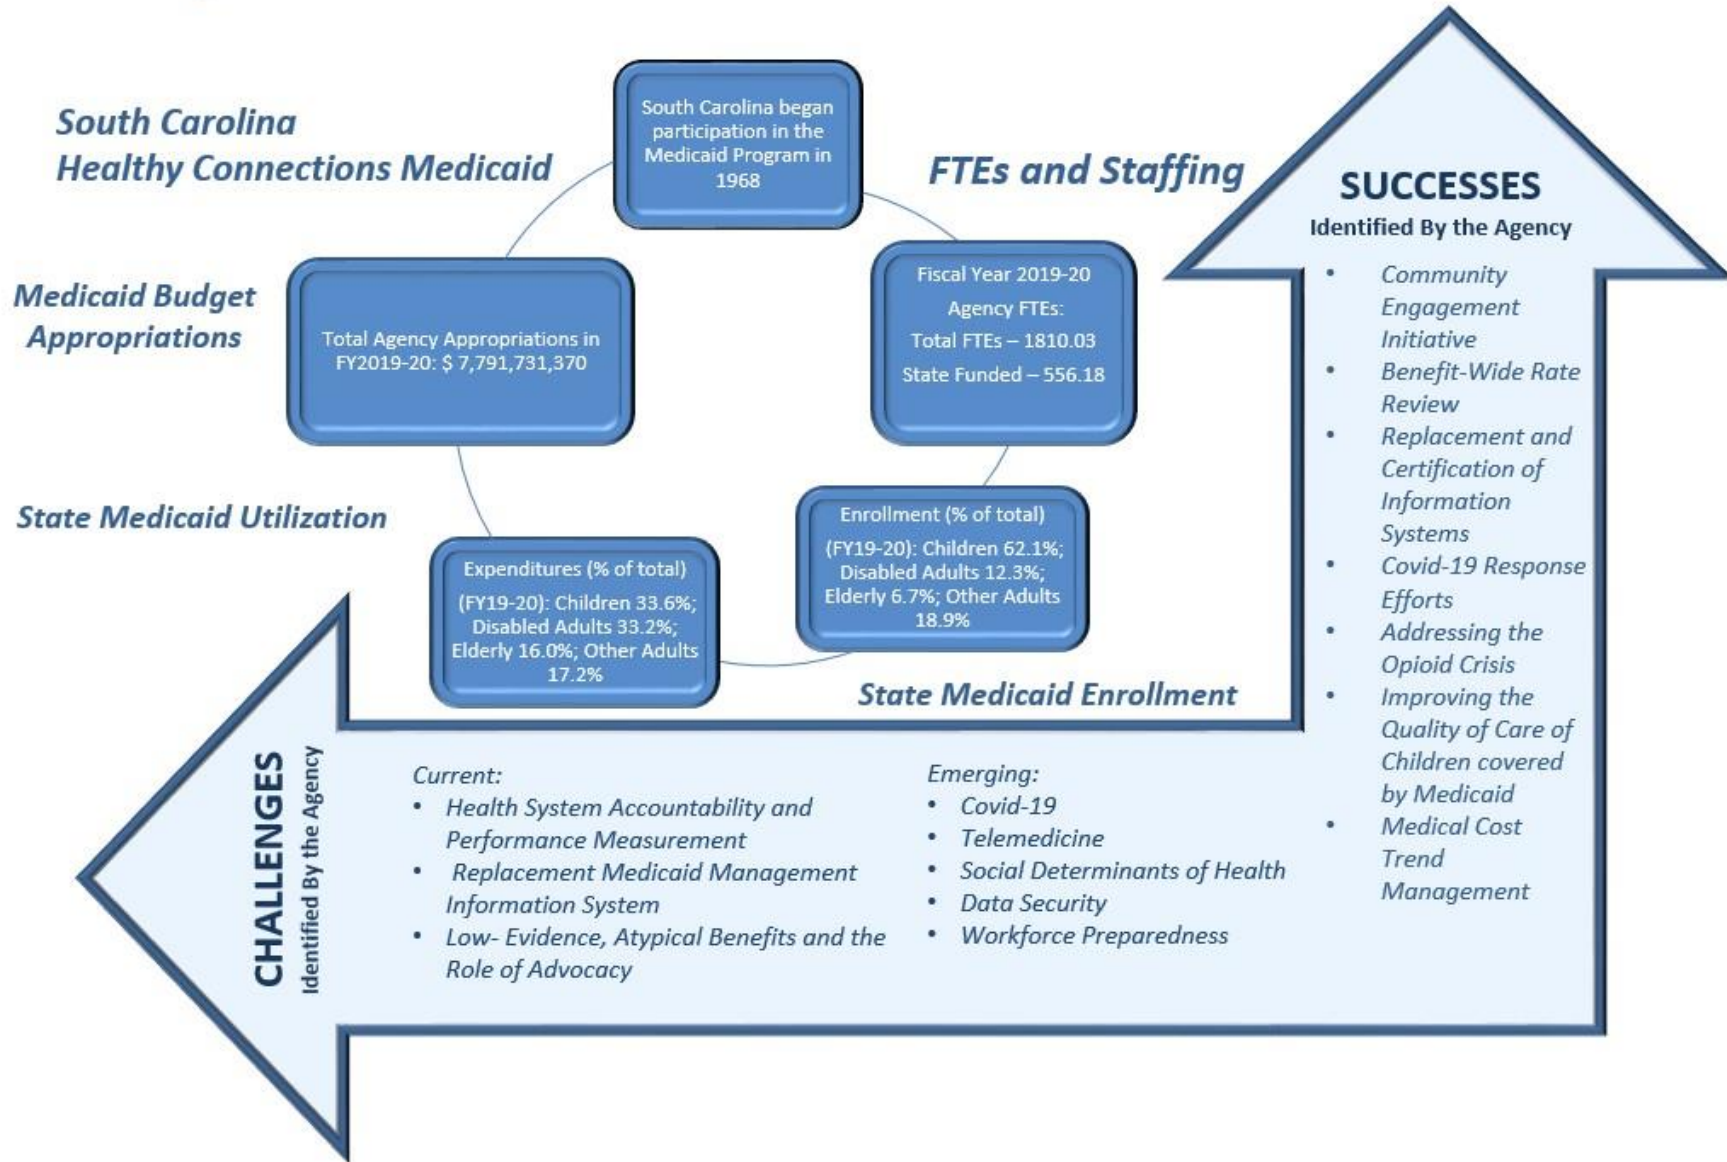 South Carolina
Healthy Connections Medicaid
South Carolina began
participation in the
Medicaid Program in
1968
FTEs and Staffing
Fiscal Year 2019-20
Agency FTEs:
Total FTEs – 1810.03
State Funded – 556.18
Medicaid Budget
Appropriations
Total Agency Appropriations in
FY2019-20: $ 7,791,731,370
State Medicaid Utilization
Expenditures (% of total)
(FY19-20): Children 33.6%;
Disabled Adults 33.2%;
Elderly 16.0%; Other Adults
17.2%
Enrollment (% of total)
(FY19-20): Children 62.1%;
Disabled Adults 12.3%;
Elderly 6.7%; Other Adults
18.9%
State Medicaid Enrollment
SUCCESSES
Identified By the Agency
• Community
Engagement
Initiative
• Benefit-Wide Rate
Review
• Replacement and
Certification of
Information
Systems
• Covid-19 Response
Efforts
• Addressing the
Opioid Crisis
• Improving the
Quality of Care of
Children covered
by Medicaid
• Medical Cost
Trend
Management
CHALLENGES
Identified By the Agency
Current:
• Health System Accountability and
Performance Measurement
• Replacement Medicaid Management
Information System
• Low- Evidence, Atypical Benefits and the
Role of Advocacy
Emerging:
• Covid-19
• Telemedicine
• Social Determinants of Health
• Data Security
• Workforce Preparedness